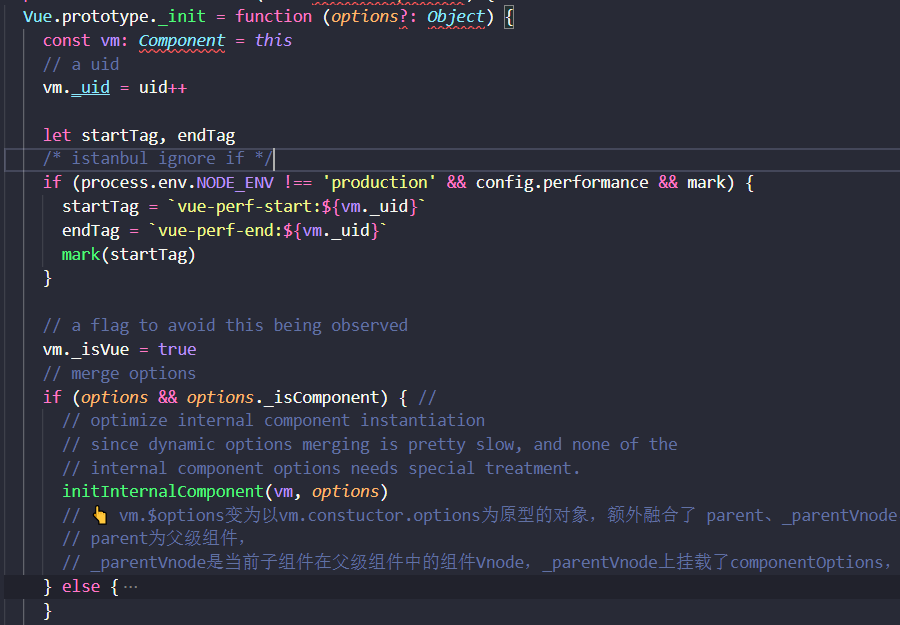 Vue.prototype._init = function (options?: Object) {
const vm: Component = this
// a uid
vm._uid = uid++
let startTag, endTag
/* istanbul ignore if */
if (process.env.NODE_ENV !== 'production' && config.performance && mark) {
startTag = `vue-perf-start:${vm._uid}`
endTag = `vue-perf-end:${vm._uid}`
mark(startTag)
}
// a flag to avoid this being observed
vm._isVue = true
// merge options
if (options && options._isComponent) { //
// optimize internal component instantiation
// since dynamic options merging is pretty slow, and none of the
// internal component options needs special treatment.
initInternalComponent(vm, options)
// 👆 vm.$options变为以vm.constuctor.options为原型的对象，额外融合了 parent、_parentVnode
// parent为父级组件，
// _parentVnode是当前子组件在父级组件中的组件Vnode，_parentVnode上挂载了componentOptions，
} else { ···
}